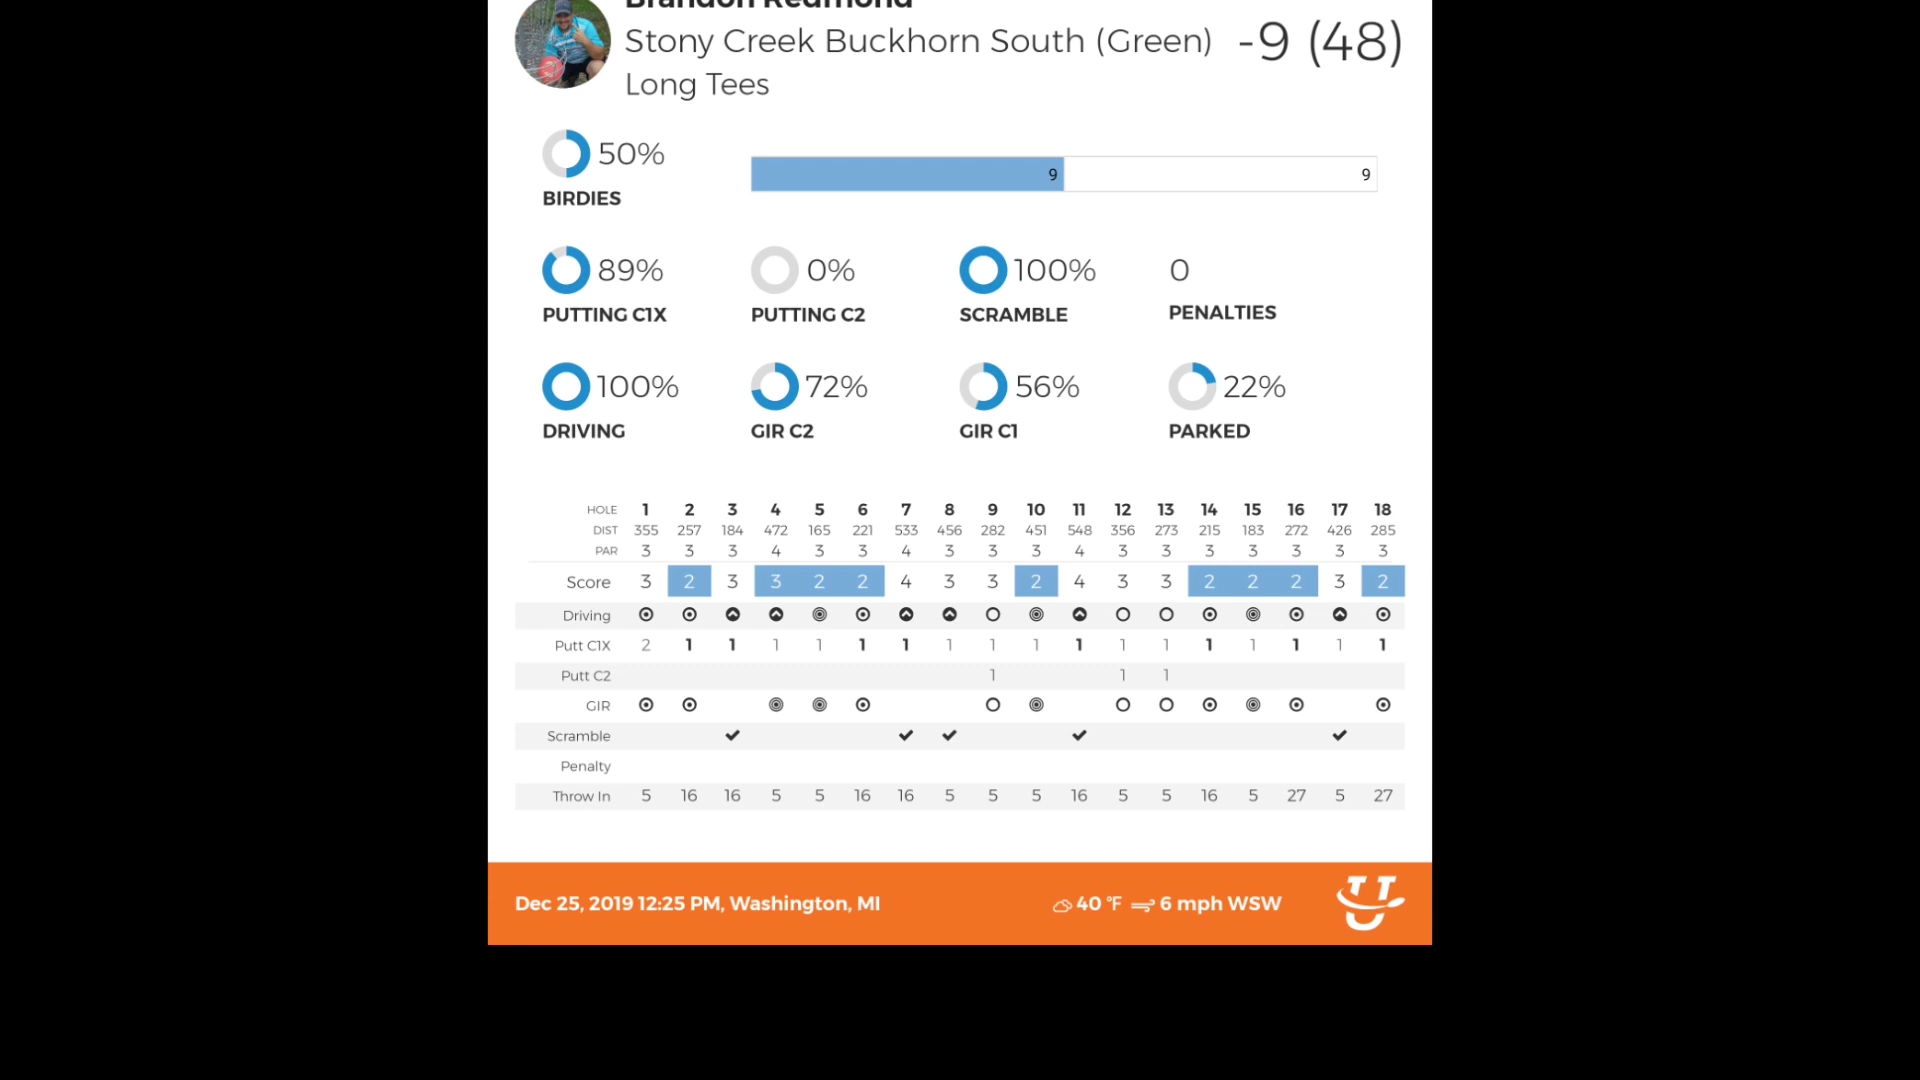 Brandon Redmond
Stony Creek Buckhorn South (Green)
-9 (48)
Long Tees
50%
BIRDIES
9
9
89%
PUTTING C1X
0%
PUTTING C2
100%
SCRAMBLE
0
PENALTIES
100%
DRIVING
72%
GIR C2
56%
GIR C1
22%
PARKED
HOLE 1 2 3 4 5 6 7 8 9 10 11 12 13 14 15 16 17 18
DIST 355 257 184 472 165 221 533 456 282 451 548 356 273 215 183 272 426 285
PAR 3 3 3 4 3 3 4 3 3 3 4 3 3 3 3 3 3 3
Score 3 2 3 3 2 2 4 3 3 2 4 3 3 2 2 2 3 2
Driving
Putt C1X 2 1 1 1 1 1 1 1 1 1 1 1 1 1 1 1 1 1
Putt C2 1 1 1
GIR
Scramble
Penalty
Throw In 5 16 16 5 5 16 16 5 5 5 16 5 5 16 5 27 5 27
Dec 25, 2019 12:25 PM, Washington, MI
40 °F 6 mph WSW